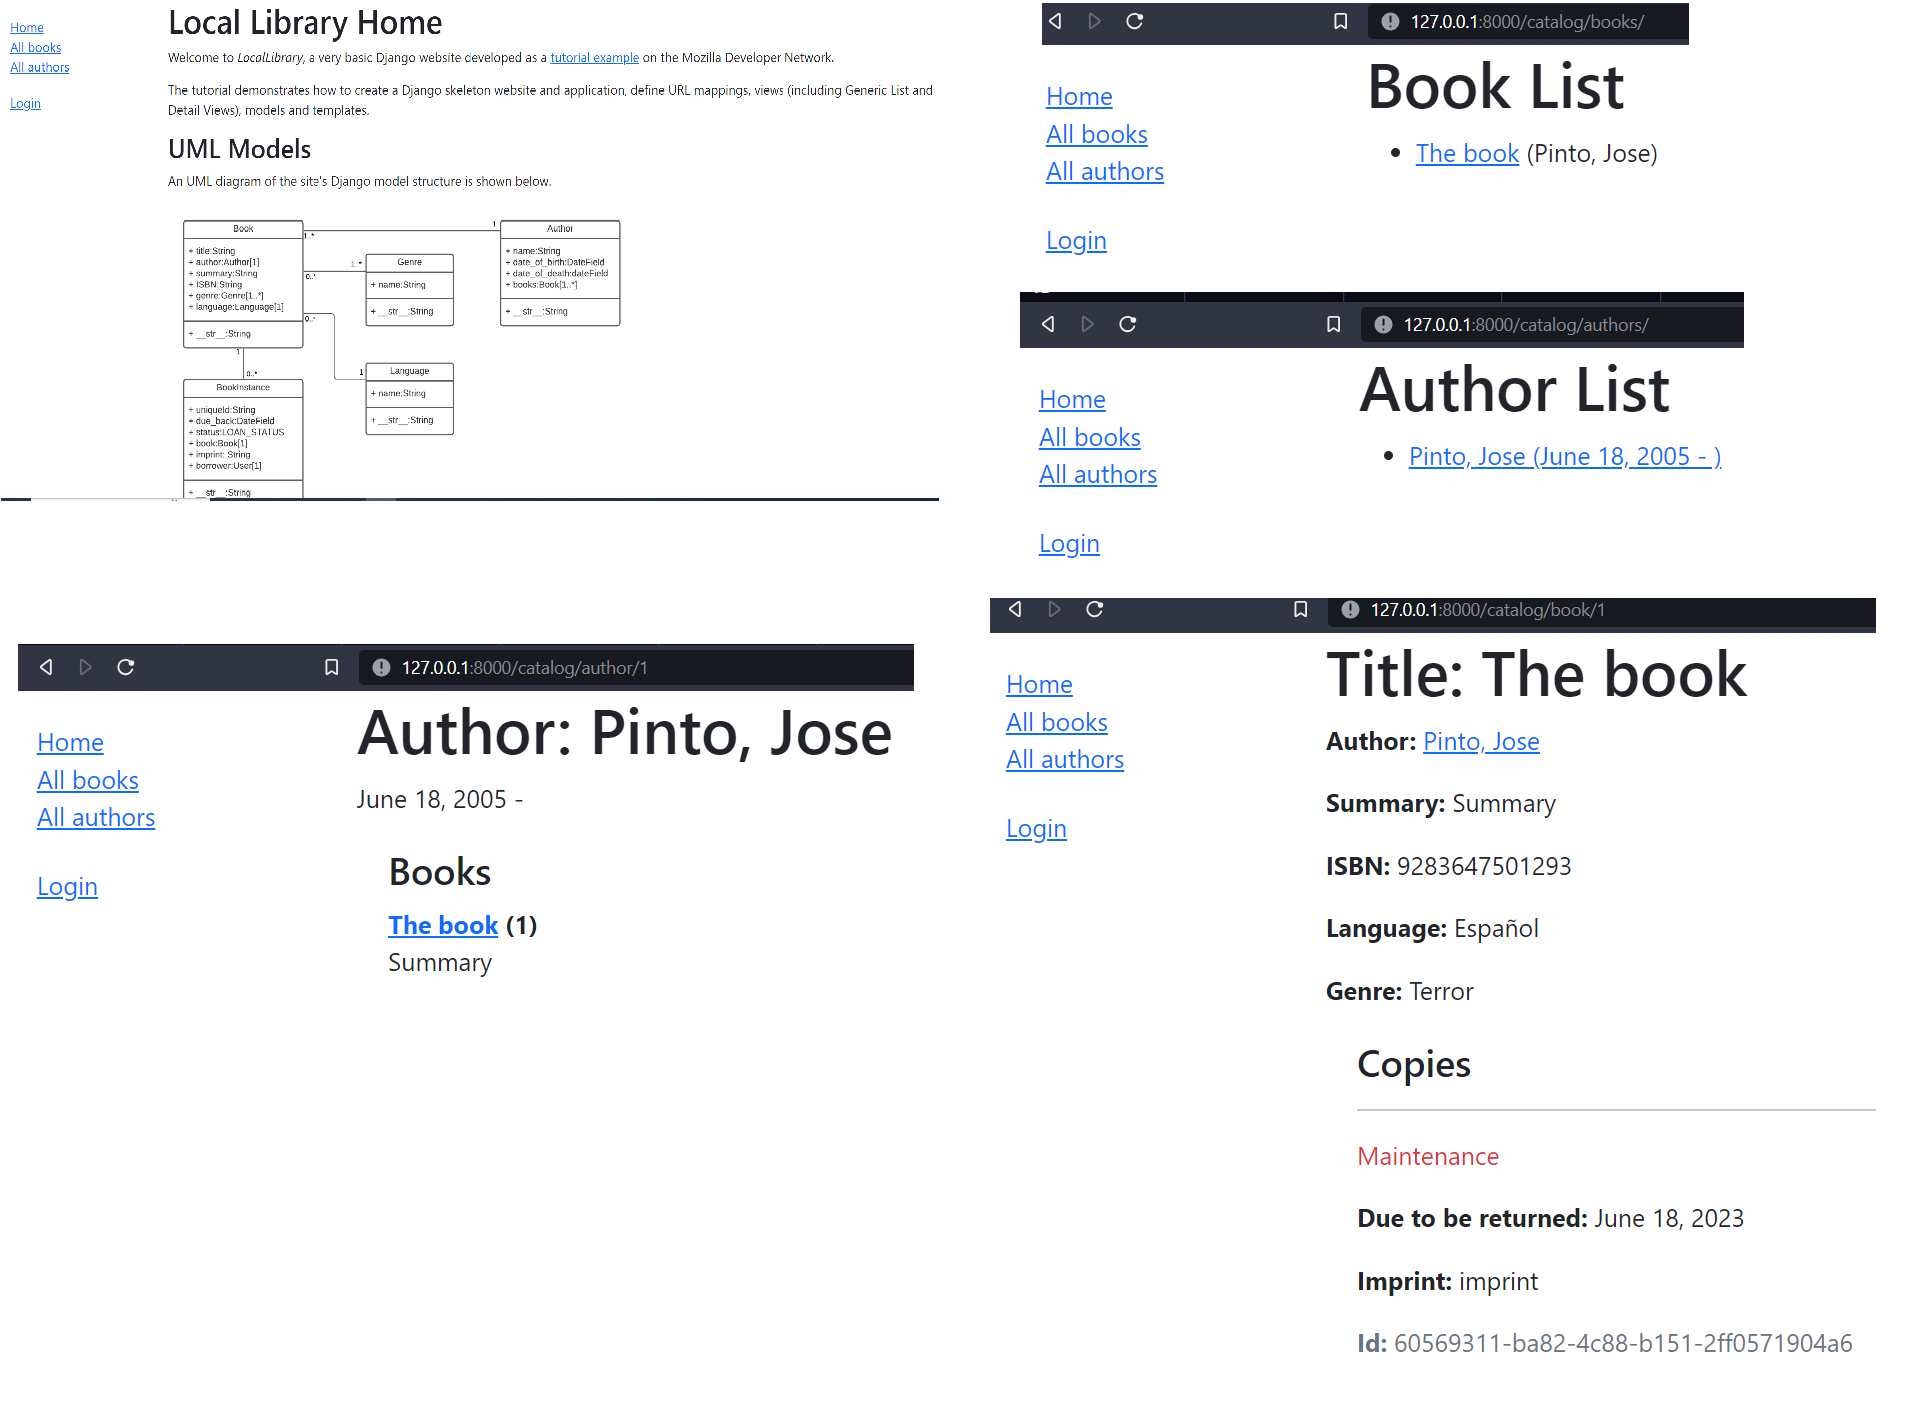 Home
All books
All authors
Login
Local Library Home
Welcome to LocalLibrary, a very basic Django website developed as a tutorial example on the Mozilla Developer Network.
The tutorial demonstrates how to create a Django skeleton website and application, define URL mappings, views (including Generic List and
Detail Views), models and templates.
UML Models
An UML diagram of the site's Django model structure is shown below.
Book
+ title:String
+ author:Author[1]
+ summary:String
+ ISBN:String
+ genre:Genre[1..*]
+ language:Language[1]
+ __str__:String
1..*
1
0..*
1..*
0..*
1
1
0..*
Genre
+ name:String
+ __str__:String
Author
+ name:String
+ date_of_birth:DateField
+ date_of_death:dateField
+ books:Book[1..*]
+ __str__:String
Language
+ name:String
+ __str__:String
BookInstance
+ uniqueId:String
+ due_back:DateField
+ status:LOAN_STATUS
+ book:Book[1]
+ imprint: String
+ borrower:User[1]
+ __str__:String
127.0.0.1:8000/catalog/books/
Home
All books
All authors
Login
Book List
The book (Pinto, Jose)
127.0.0.1:8000/catalog/authors/
Home
All books
All authors
Login
Author List
Pinto, Jose (June 18, 2005 - )
127.0.0.1:8000/catalog/author/1
Home
All books
All authors
Login
Author: Pinto, Jose
June 18, 2005 -
Books
The book (1)
Summary
127.0.0.1:8000/catalog/book/1
Home
All books
All authors
Login
Title: The book
Author: Pinto, Jose
Summary: Summary
ISBN: 9283647501293
Language: Español
Genre: Terror
Copies
Maintenance
Due to be returned: June 18, 2023
Imprint: imprint
Id: 60569311-ba82-4c88-b151-2ff0571904a6